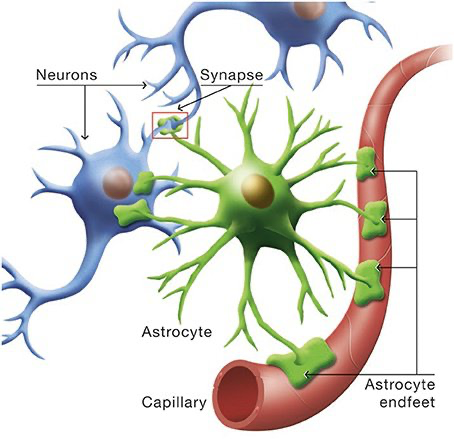 Neurons
Synapse
Astrocyte
Capillary
Astrocyte
endfeet